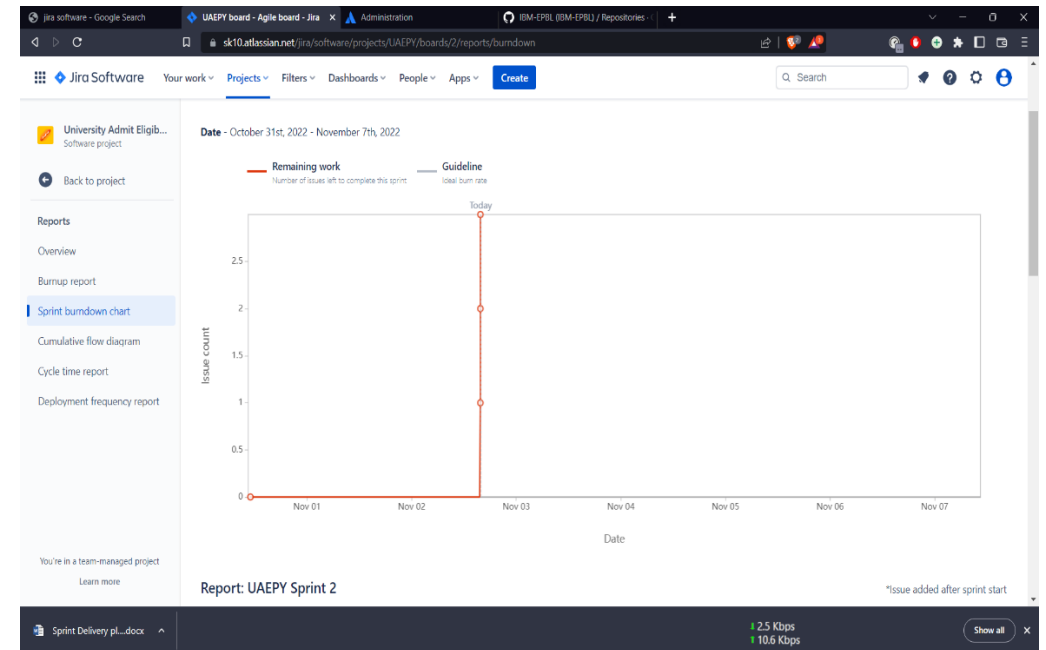 jira software - Google Search
UAEPY board - Agile board - Jira
Administration
IBM-EPBL (IBM-EPBL) / Repositories -
sk10.atlassian.net/jira/software/projects/UAEPY/boards/2/reports/burndown
Jira Software
Your work
Projects
Filters
Dashboards
People
Apps
Create
Search
University Admit Eligib...
Software project
Back to project
Reports
Overview
Burnup report
Sprint burndown chart
Cumulative flow diagram
Cycle time report
Deployment frequency report
You're in a team-managed project
Learn more
Date - October 31st, 2022 - November 7th, 2022
Remaining work
Number of issues left to complete this sprint
Guideline
Ideal burn rate
Today
2.5
2
1.5
1
0.5
0
Issue count
Nov 01 Nov 02 Nov 03 Nov 04 Nov 05 Nov 06 Nov 07
Date
Report: UAEPY Sprint 2
*Issue added after sprint start
Sprint Delivery pl....docx
2.5 Kbps
10.6 Kbps
Show all